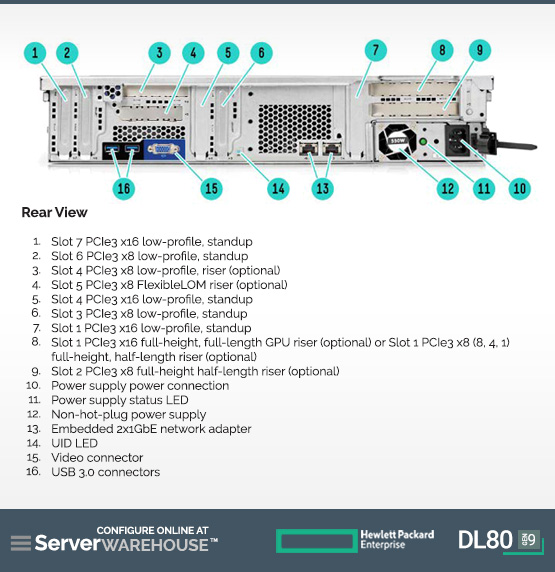 1 2 3 4 5 6 7 8 9
550W
16 15 14 13 12 11 10
Rear View
1. Slot 7 PCIe3 x16 low-profile, standup
2. Slot 6 PCIe3 x8 low-profile, standup
3. Slot 4 PCIe3 x8 low-profile, riser (optional)
4. Slot 5 PCIe3 x8 FlexibleLOM riser (optional)
5. Slot 4 PCIe3 x16 low-profile, standup
6. Slot 3 PCIe3 x8 low-profile, standup
7. Slot 1 PCIe3 x16 low-profile, standup
8. Slot 1 PCIe3 x16 full-height, full-length GPU riser (optional) or Slot 1 PCIe3 x8 (8, 4, 1)
full-height, half-length riser (optional)
9. Slot 2 PCIe3 x8 full-height half-length riser (optional)
10. Power supply power connection
11. Power supply status LED
12. Non-hot-plug power supply
13. Embedded 2x1GbE network adapter
14. UID LED
15. Video connector
16. USB 3.0 connectors
CONFIGURE ONLINE AT
ServerWAREHOUSE™
Hewlett Packard
Enterprise
DL80 GEN9